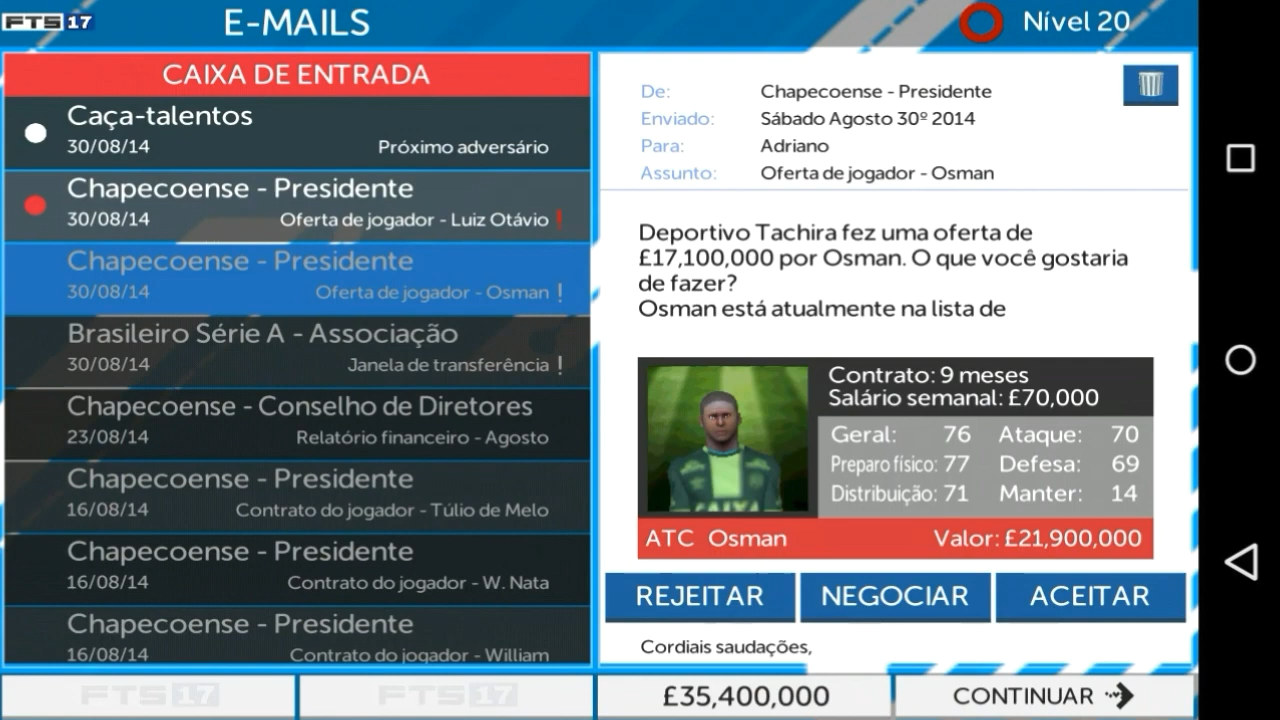 FTS 17
E-MAILS
Nível 20
CAIXA DE ENTRADA
Caça-talentos
30/08/14 Próximo adversário
Chapecoense - Presidente
30/08/14 Oferta de jogador - Luiz Otávio !
Chapecoense - Presidente
30/08/14 Oferta de jogador - Osman !
Brasileiro Série A - Associação
30/08/14 Janela de transferência !
Chapecoense - Conselho de Diretores
23/08/14 Relatório financeiro - Agosto
Chapecoense - Presidente
16/08/14 Contrato do jogador - Túlio de Melo
Chapecoense - Presidente
16/08/14 Contrato do jogador - W. Nata
Chapecoense - Presidente
16/08/14 Contrato do jogador - William
De: Chapecoense - Presidente
Enviado: Sábado Agosto 30º 2014
Para: Adriano
Assunto: Oferta de jogador - Osman
Deportivo Tachira fez uma oferta de
£17,100,000 por Osman. O que você gostaria
de fazer?
Osman está atualmente na lista de
Contrato: 9 meses
Salário semanal: £70,000
Geral: 76 Ataque: 70
Preparo físico: 77 Defesa: 69
Distribuição: 71 Manter: 14
CAIXA
ATC Osman Valor: £21,900,000
REJEITAR NEGOCIAR ACEITAR
Cordiais saudações,
FTS 17 FTS 17 £35,400,000 CONTINUAR